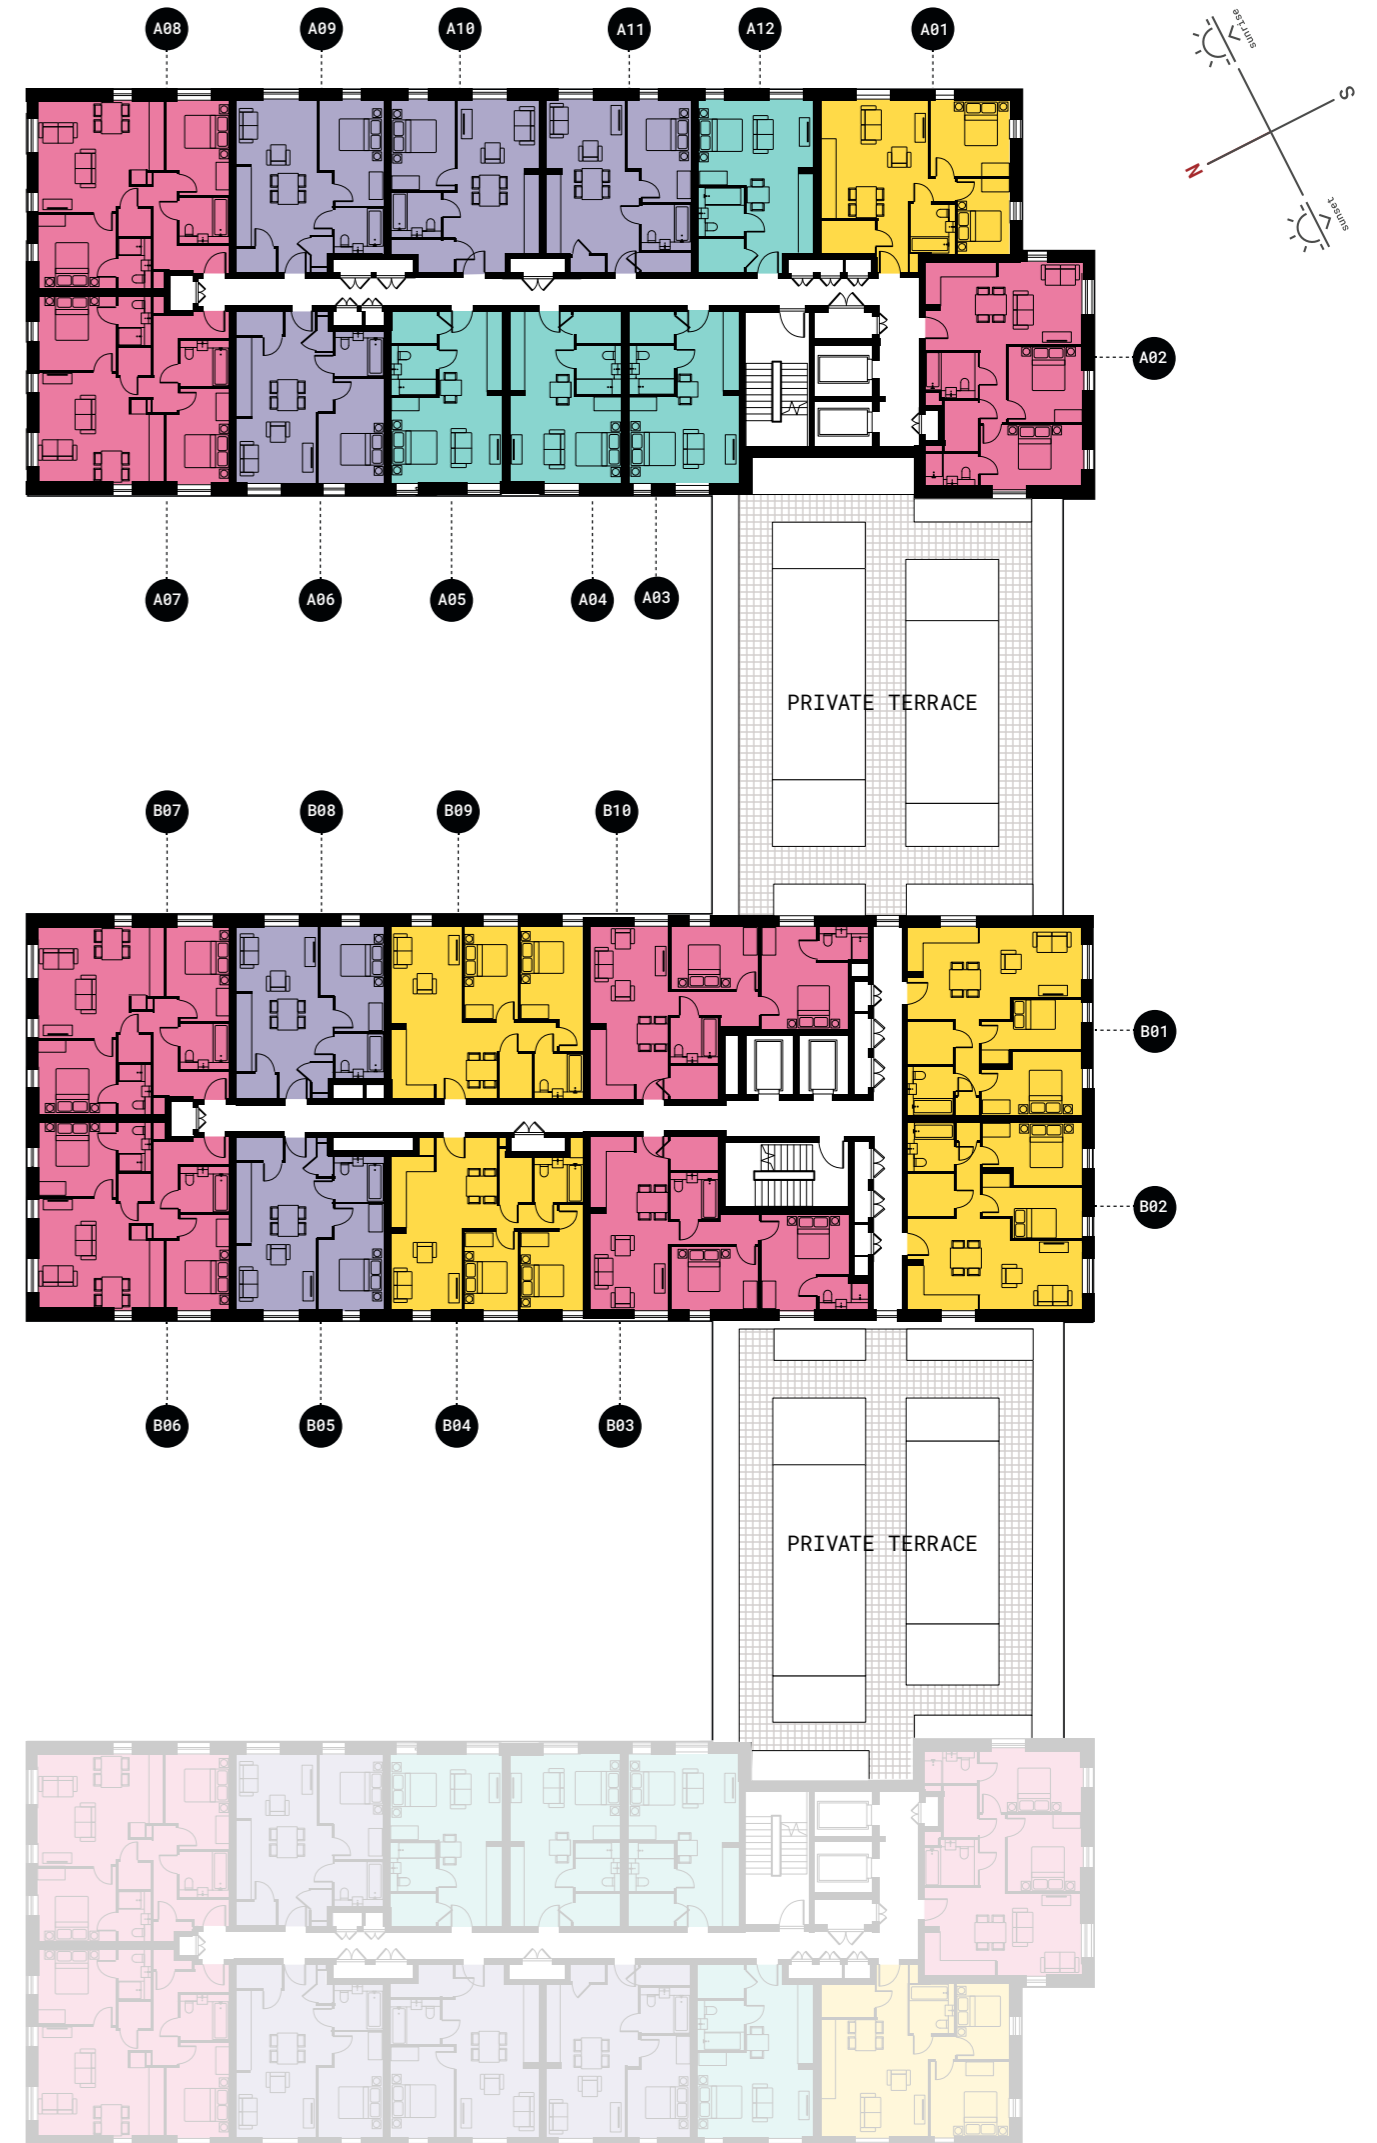 A08
A09
A10
A11
A12
A01
sunrise
S
N
sunset
A02
A07
A06
A05
A04
A03
PRIVATE TERRACE
B07
B08
B09
B10
B01
B02
B06
B05
B04
B03
PRIVATE TERRACE